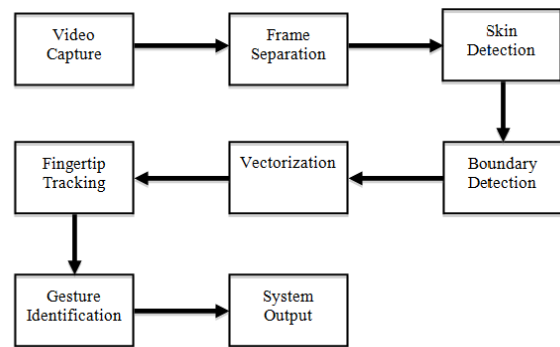 Video
Capture
Frame
Separation
Skin
Detection
Fingertip
Tracking
Vectorization
Boundary
Detection
Gesture
Identification
System
Output